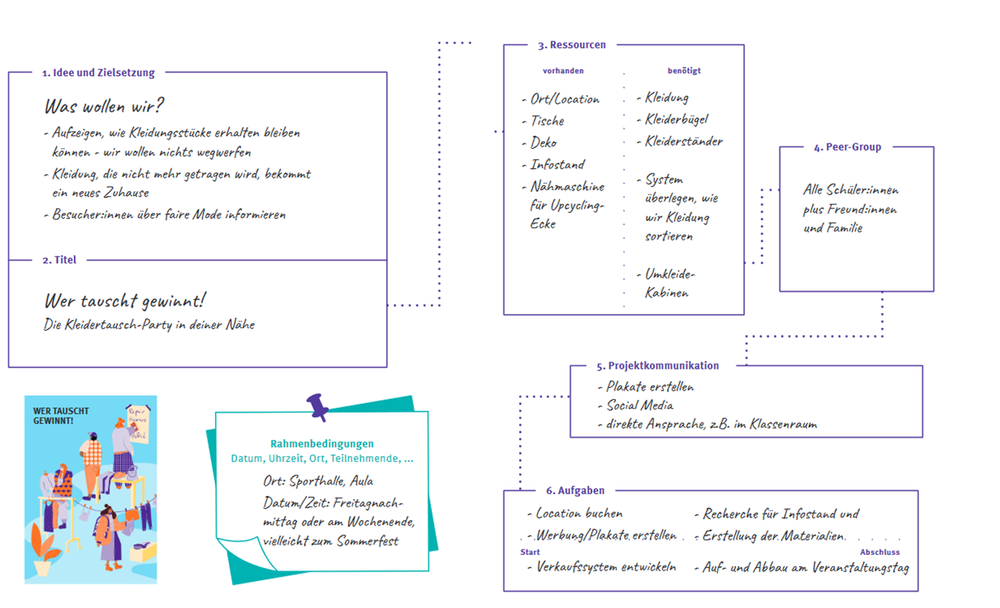 1. Idee und Zielsetzung
Was wollen wir?
- Aufzeigen, wie Kleidungsstücke erhalten bleiben
können - wir wollen nichts wegwerfen
- Kleidung, die nicht mehr getragen wird, bekommt
ein neues Zuhause
- Besucher:innen über faire Mode informieren
2. Titel
Wer tauscht gewinnt!
Die Kleidertausch-Party in deiner Nähe
WER TAUSCHT
GEWINNT!
Repair
Rahmenbedingungen
Datum, Uhrzeit, Ort, Teilnehmende, ...
Ort: Sporthalle, Aula
Datum/Zeit: Freitagnach-
mittag oder am Wochenende,
vielleicht zum Sommerfest
3. Ressourcen
vorhanden
- Ort/Location
- Tische
- Deko
- Infostand
- Nähmaschine
für Upcycling-
Ecke
benötigt
- Kleidung
- Kleiderbügel
- Kleiderständer
- System
überlegen, wie
wir Kleidung
sortieren
- Umkleide-
Kabinen
4. Peer-Group
Alle Schüler:innen
plus Freund:innen
und Familie
5. Projektkommunikation
- Plakate erstellen
- Social Media
- direkte Ansprache, z.B. im Klassenraum
6. Aufgaben
- Location buchen
- Werbung/Plakate erstellen
Start
- Verkaufssystem entwickeln
- Recherche für Infostand und
- Erstellung der Materialien
Abschluss
- Auf- und Abbau am Veranstaltungstag